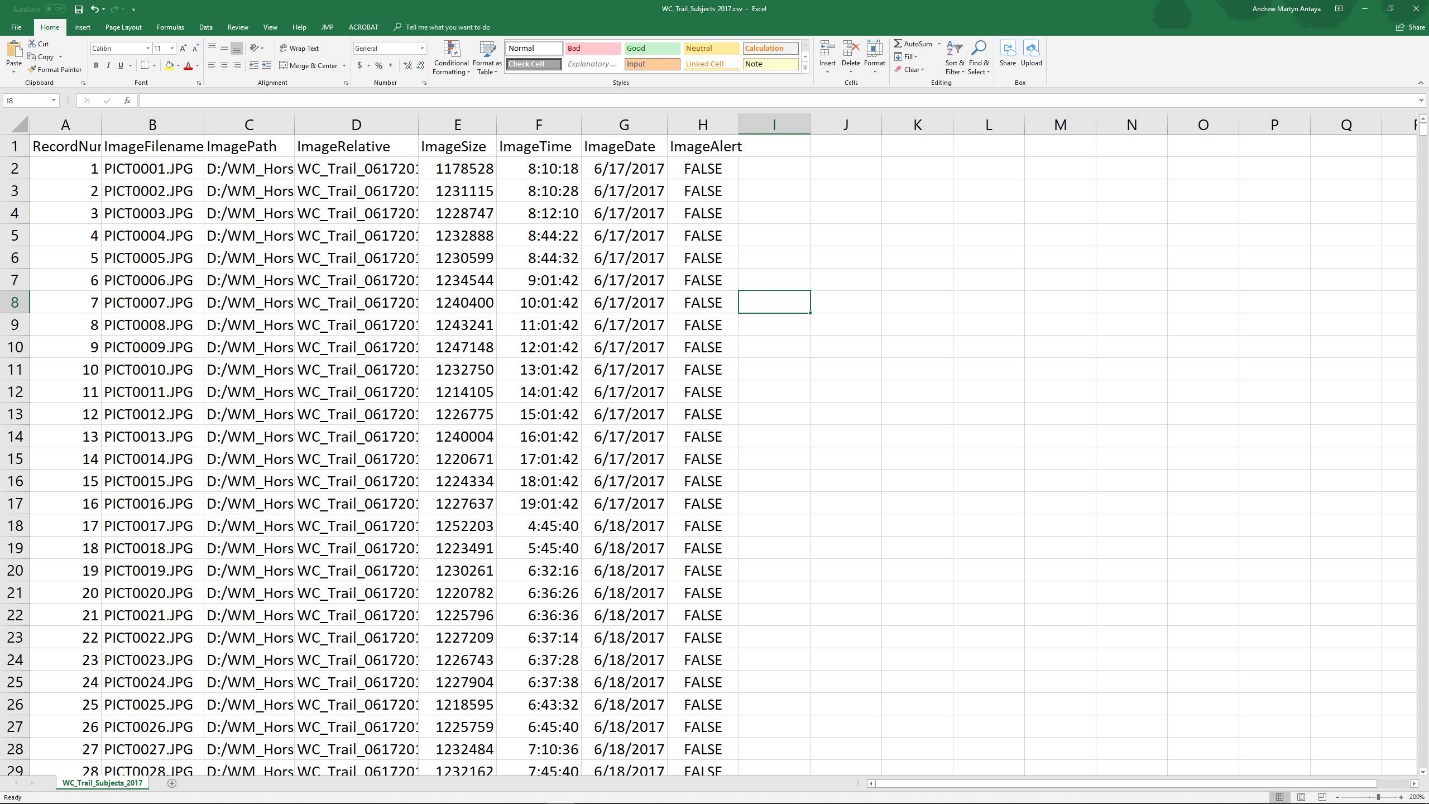 AutoSave Off
WC_Trail_Subjects_2017.csv - Excel
Andrew Martyn Antaya
File Home Insert Page Layout Formulas Data Review View Help JMP ACROBAT Tell me what you want to do
Share
Paste Cut Copy Format Painter Clipboard
Calibri 11 B I U Font
Wrap Text Merge & Center Alignment
General $ % , Number
Conditional Formatting Format as Table
Normal Bad Good Neutral Calculation
Check Cell Explanatory ... Input Linked Cell Note
Styles
Insert Delete Format Cells
AutoSum Fill Clear Sort & Filter Find & Select Editing
Share Upload Box
I8 fx
A B C D E F G H I J K L M N O P Q
1 RecordNur ImageFilename ImagePath ImageRelative ImageSize ImageTime ImageDate ImageAlert
2 1 PICT0001.JPG D:/WM_Hors WC_Trail_061720 1178528 8:10:18 6/17/2017 FALSE
3 2 PICT0002.JPG D:/WM_Hors WC_Trail_061720 1231115 8:10:28 6/17/2017 FALSE
4 3 PICT0003.JPG D:/WM_Hors WC_Trail_061720 1228747 8:12:10 6/17/2017 FALSE
5 4 PICT0004.JPG D:/WM_Hors WC_Trail_061720 1232888 8:44:22 6/17/2017 FALSE
6 5 PICT0005.JPG D:/WM_Hors WC_Trail_061720 1230599 8:44:32 6/17/2017 FALSE
7 6 PICT0006.JPG D:/WM_Hors WC_Trail_061720 1234544 9:01:42 6/17/2017 FALSE
8 7 PICT0007.JPG D:/WM_Hors WC_Trail_061720 1240400 10:01:42 6/17/2017 FALSE
9 8 PICT0008.JPG D:/WM_Hors WC_Trail_061720 1243241 11:01:42 6/17/2017 FALSE
10 9 PICT0009.JPG D:/WM_Hors WC_Trail_061720 1247148 12:01:42 6/17/2017 FALSE
11 10 PICT0010.JPG D:/WM_Hors WC_Trail_061720 1232750 13:01:42 6/17/2017 FALSE
12 11 PICT0011.JPG D:/WM_Hors WC_Trail_061720 1214105 14:01:42 6/17/2017 FALSE
13 12 PICT0012.JPG D:/WM_Hors WC_Trail_061720 1226775 15:01:42 6/17/2017 FALSE
14 13 PICT0013.JPG D:/WM_Hors WC_Trail_061720 1240004 16:01:42 6/17/2017 FALSE
15 14 PICT0014.JPG D:/WM_Hors WC_Trail_061720 1220671 17:01:42 6/17/2017 FALSE
16 15 PICT0015.JPG D:/WM_Hors WC_Trail_061720 1224334 18:01:42 6/17/2017 FALSE
17 16 PICT0016.JPG D:/WM_Hors WC_Trail_061720 1227637 19:01:42 6/17/2017 FALSE
18 17 PICT0017.JPG D:/WM_Hors WC_Trail_061720 1252203 4:45:40 6/18/2017 FALSE
19 18 PICT0018.JPG D:/WM_Hors WC_Trail_061720 1223491 5:45:40 6/18/2017 FALSE
20 19 PICT0019.JPG D:/WM_Hors WC_Trail_061720 1230261 6:32:16 6/18/2017 FALSE
21 20 PICT0020.JPG D:/WM_Hors WC_Trail_061720 1220782 6:36:26 6/18/2017 FALSE
22 21 PICT0021.JPG D:/WM_Hors WC_Trail_061720 1225796 6:36:36 6/18/2017 FALSE
23 22 PICT0022.JPG D:/WM_Hors WC_Trail_061720 1227209 6:37:14 6/18/2017 FALSE
24 23 PICT0023.JPG D:/WM_Hors WC_Trail_061720 1226743 6:37:28 6/18/2017 FALSE
25 24 PICT0024.JPG D:/WM_Hors WC_Trail_061720 1227904 6:37:38 6/18/2017 FALSE
26 25 PICT0025.JPG D:/WM_Hors WC_Trail_061720 1218595 6:43:32 6/18/2017 FALSE
27 26 PICT0026.JPG D:/WM_Hors WC_Trail_061720 1225759 6:45:40 6/18/2017 FALSE
28 27 PICT0027.JPG D:/WM_Hors WC_Trail_061720 1232484 7:10:36 6/18/2017 FALSE
29 28 PICT0028.JPG D:/WM_Hors WC_Trail_061720 1232162 7:45:40 6/18/2017 FALSE
WC_Trail_Subjects_2017
Ready
200%